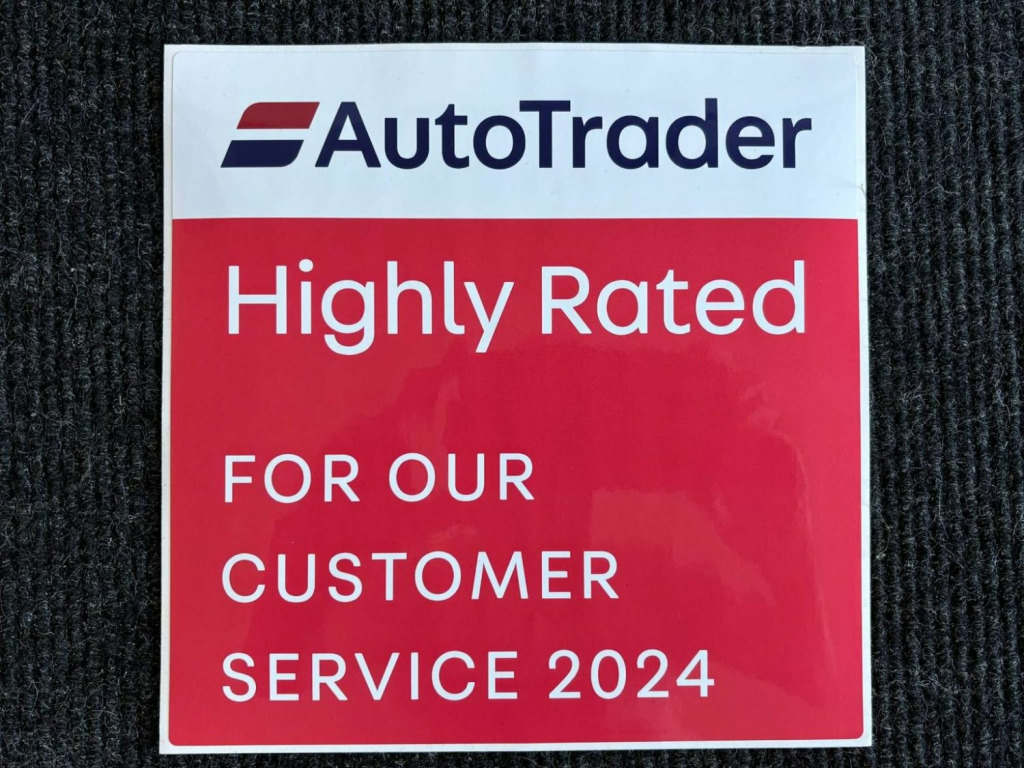 AutoTrader
Highly Rated
FOR OUR
CUSTOMER
SERVICE 2024